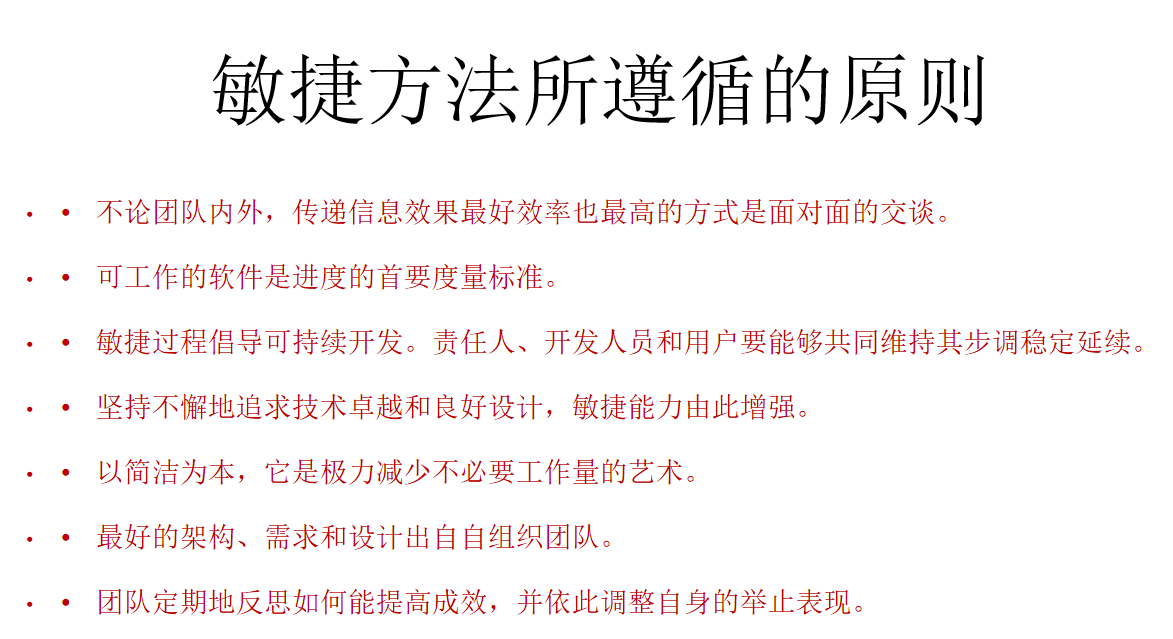 敏捷方法所遵循的原则
• • 不论团队内外，传递信息效果最好效率也最高的方式是面对面的交谈。
• • 可工作的软件是进度的首要度量标准。
• • 敏捷过程倡导可持续开发。责任人、开发人员和用户要能够共同维持其步调稳定延续。
• • 坚持不懈地追求技术卓越和良好设计，敏捷能力由此增强。
• • 以简洁为本，它是极力减少不必要工作量的艺术。
• • 最好的架构、需求和设计出自自组织团队。
• • 团队定期地反思如何能提高成效，并依此调整自身的举止表现。